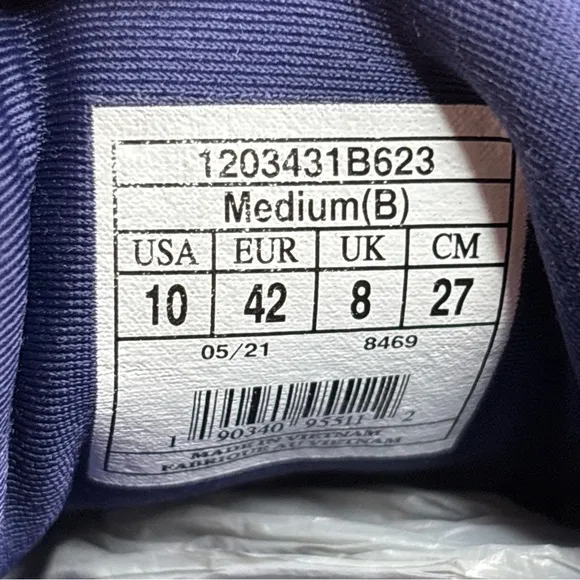 1203431B623
Medium(B)
USA EUR UK CM
10 42 8 27
05/21 8469
1 90340 95511 2
MADE IN VIETNAM
FABRIQUE AU VIETNAM